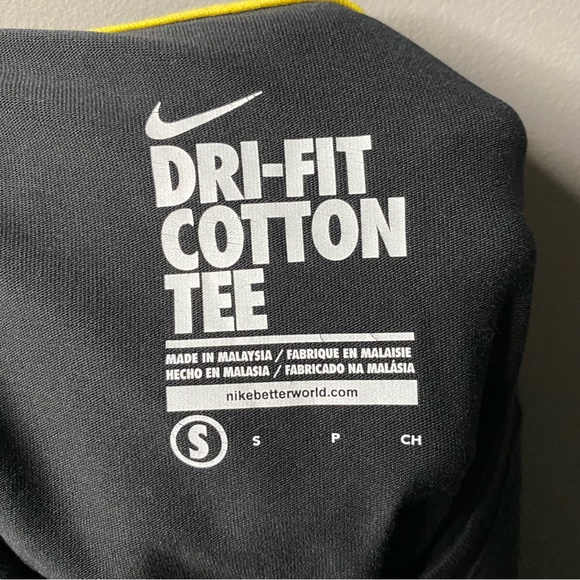 DRI-FIT
COTTON
TEE
MADE IN MALAYSIA / FABRIQUE EN MALAISIE
HECHO EN MALASIA / FABRICADO NA MALÁSIA
nikebetterworld.com
S S P CH